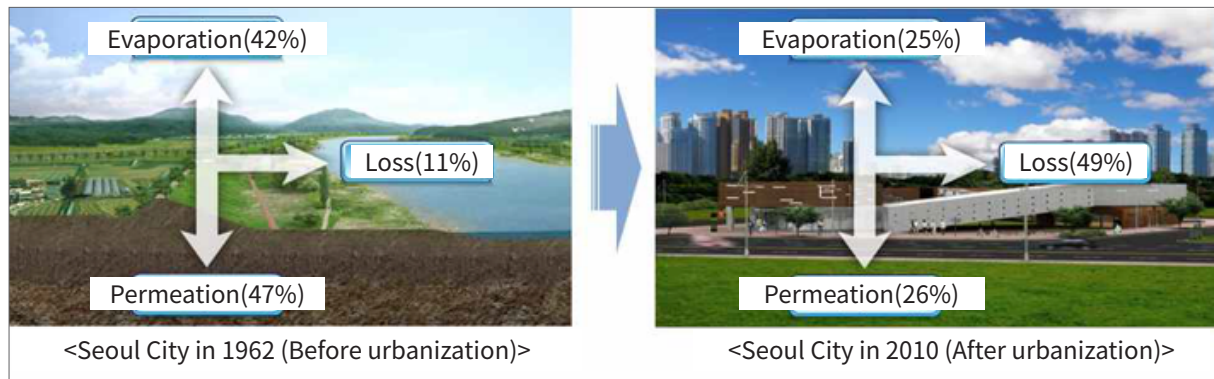 Evaporation(42%)
Loss(11%)
Permeation(47%)
<Seoul City in 1962 (Before urbanization)>
Evaporation(25%)
Loss(49%)
Permeation(26%)
<Seoul City in 2010 (After urbanization)>